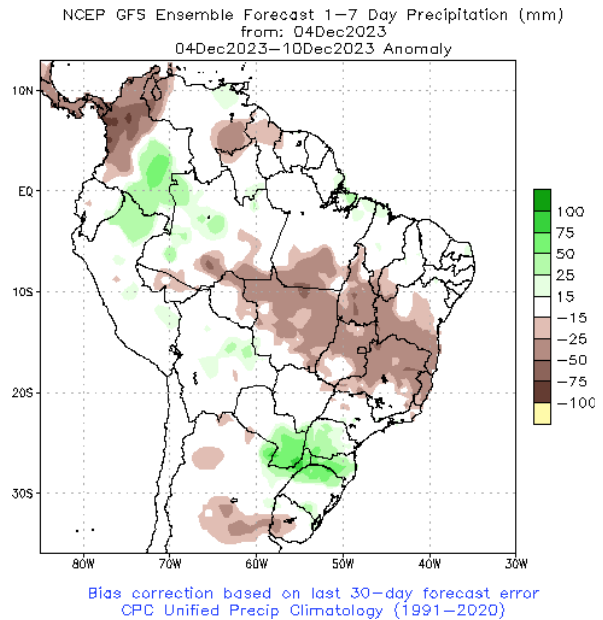 NCEP GFS Ensemble Forecast 1-7 Day Precipitation (mm)
from: 04Dec2023
04Dec2023-10Dec2023 Anomaly
10N
EQ
10S
20S
30S
80W
70W
60W
50W
40W
30W
100
75
50
25
15
-15
-25
-50
-75
-100
Bias correction based on last 30-day forecast error
CPC Unified Precip Climatology (1991-2020)